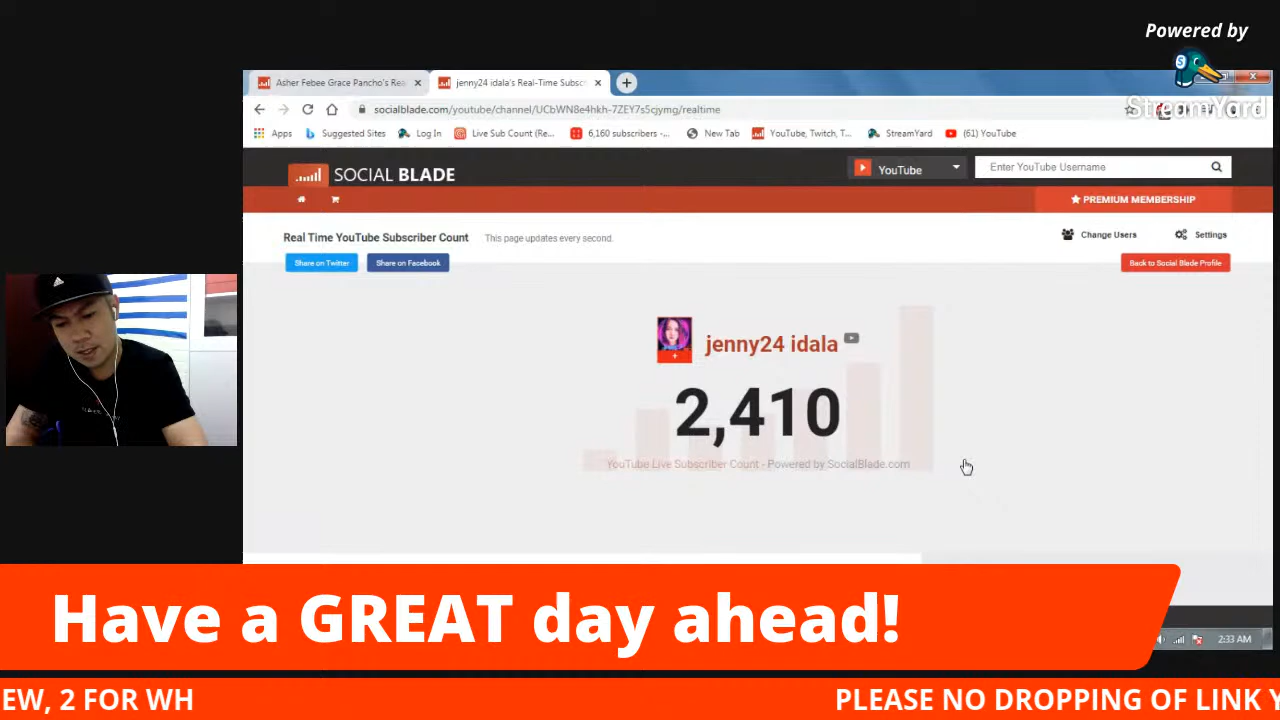 Powered by
StreamYard
Asher Febee Grace Pancho's Re
jenny24 idala's Real-Time Subsc
socialblade.com/youtube/channel/UCbWN8e4hkh-7ZEY7s5cjymg/realtime
Apps Suggested Sites Log In Live Sub Count (Re... 6,160 subscribers -... New Tab YouTube, Twitch, T... StreamYard (61) YouTube
SOCIAL BLADE YouTube Enter YouTube Username
PREMIUM MEMBERSHIP
Real Time YouTube Subscriber Count This page updates every second. Change Users Settings
Share on Twitter Share on Facebook Back to Social Blade Profile
jenny24 idala
2,410
YouTube Live Subscriber Count - Powered by SocialBlade.com
Have a GREAT day ahead!
2:33 AM
EW, 2 FOR WH PLEASE NO DROPPING OF LINK Y